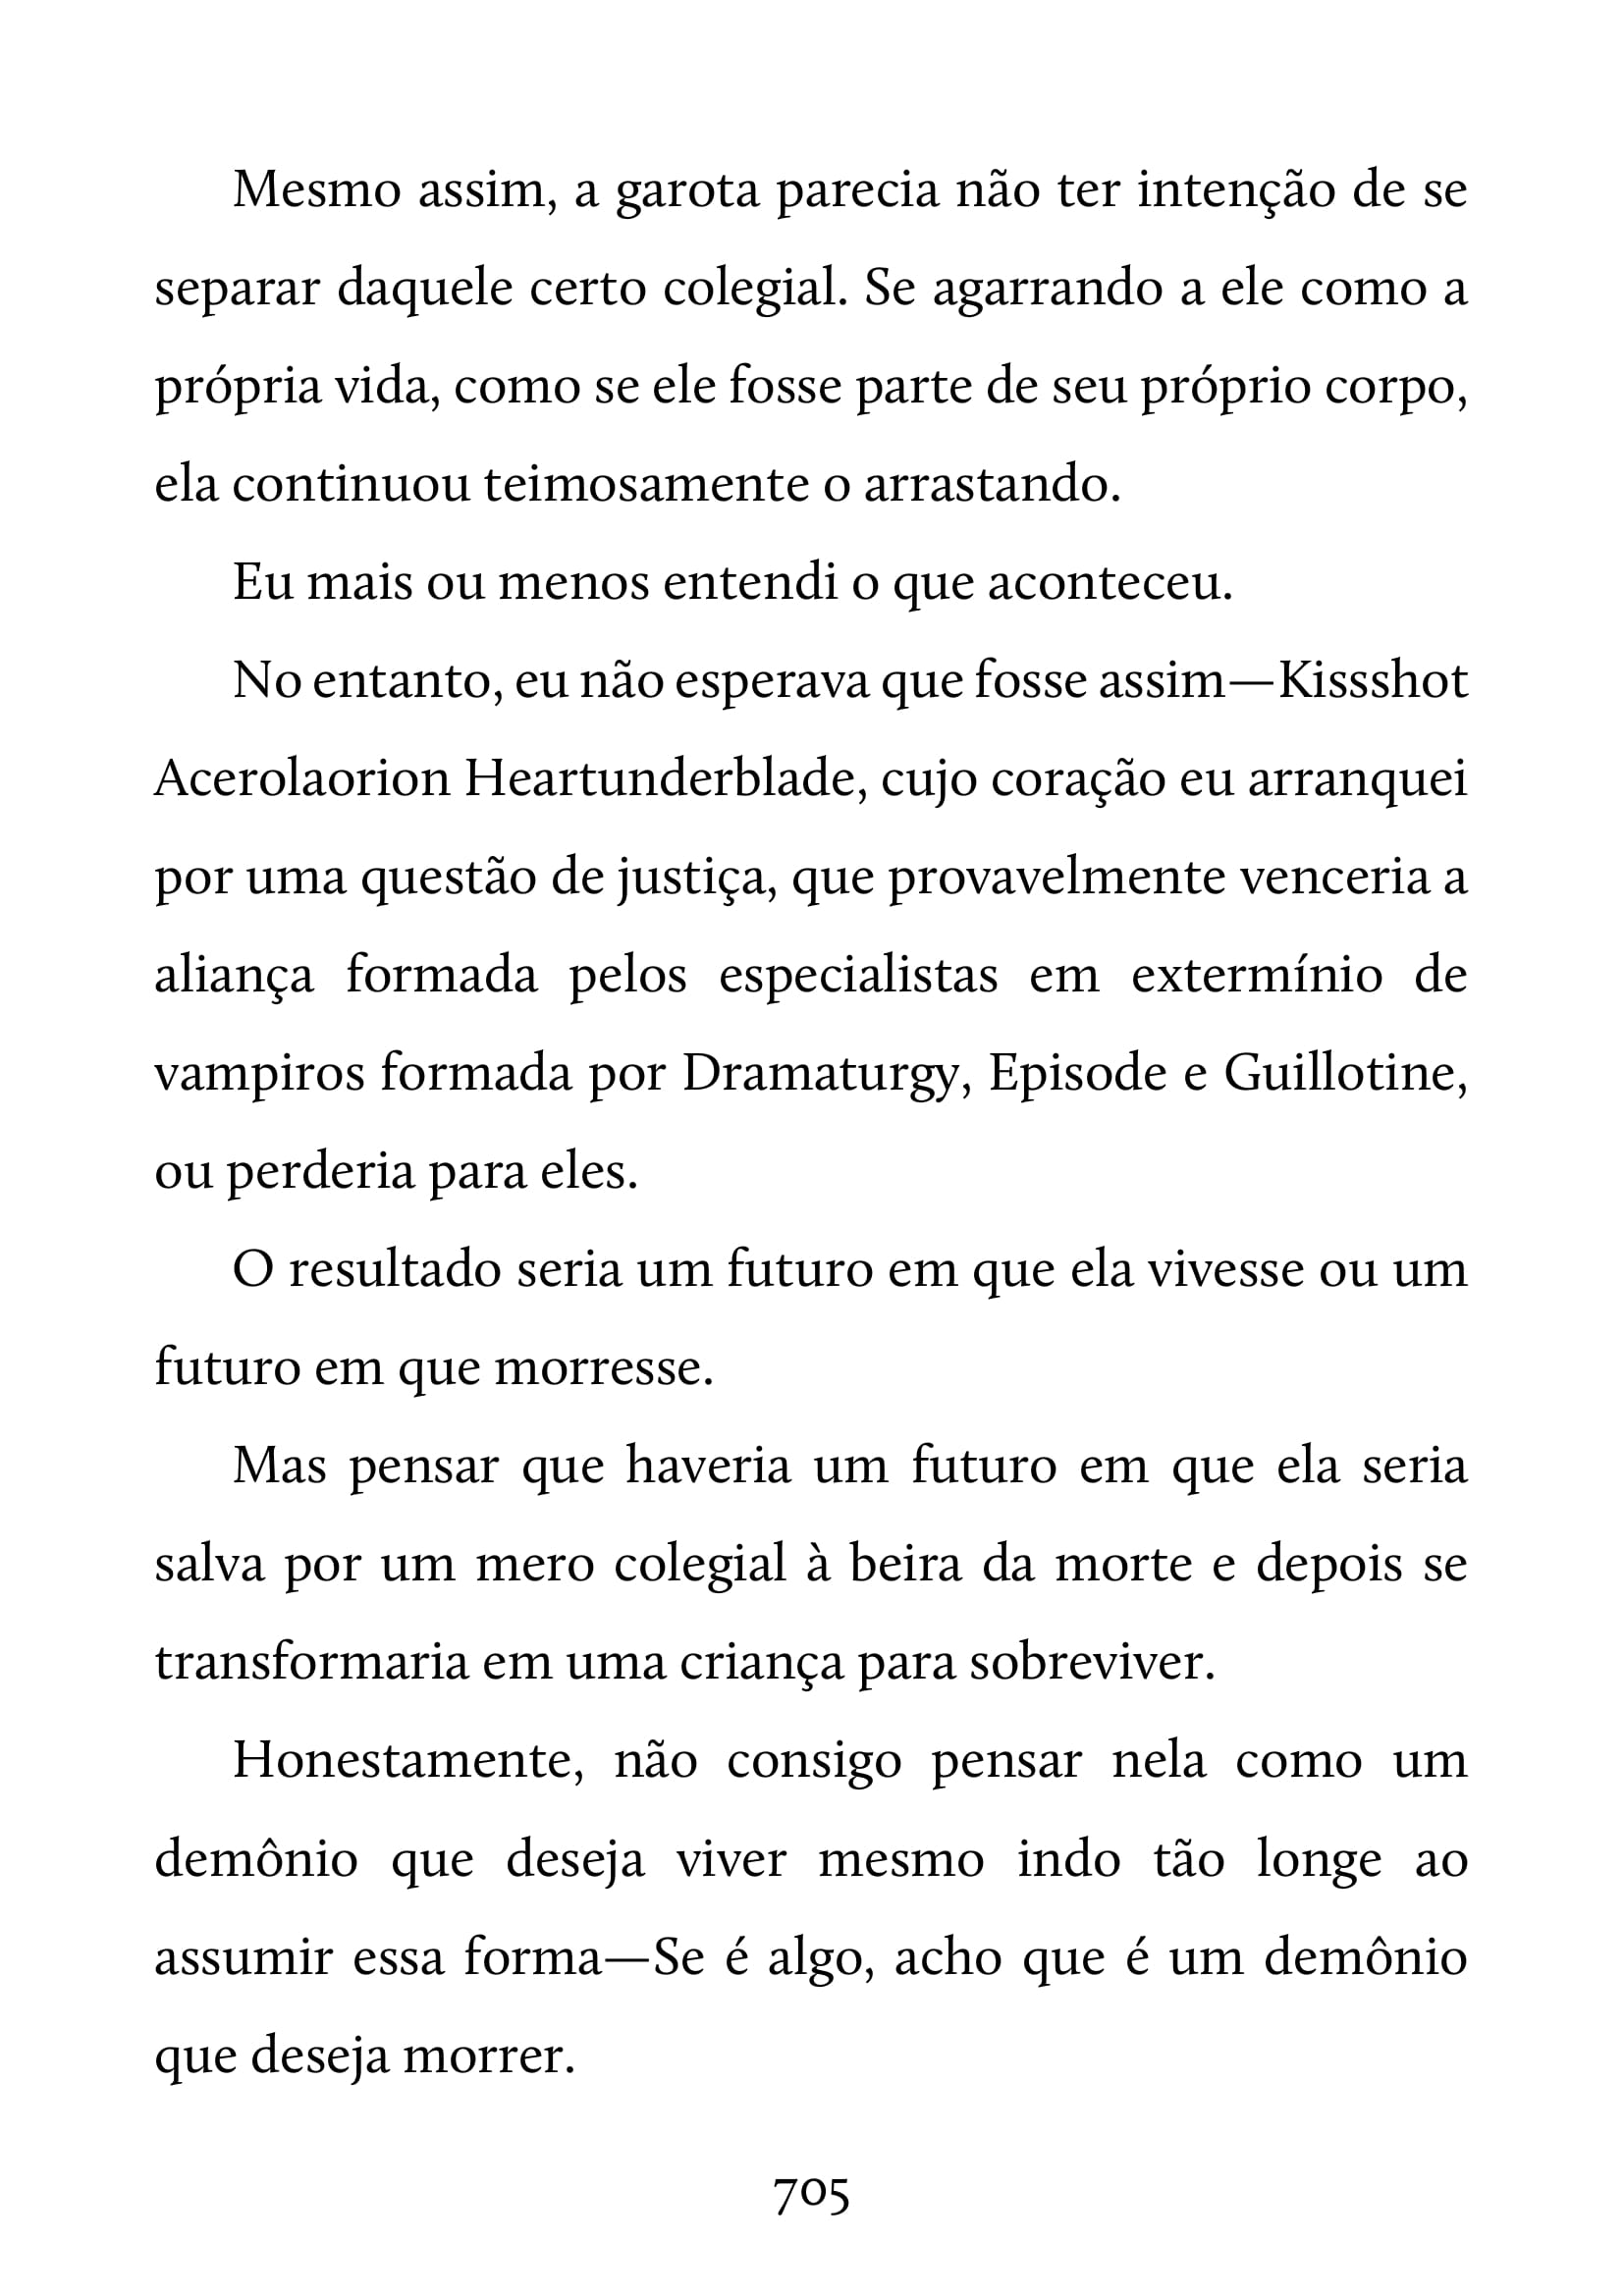 Mesmo assim, a garota parecia não ter intenção de se
separar daquele certo colegial. Se agarrando a ele como a
própria vida, como se ele fosse parte de seu próprio corpo,
ela continuou teimosamente o arrastando.
Eu mais ou menos entendi o que aconteceu.
No entanto, eu não esperava que fosse assim—Kissshot
Acerolaorion Heartunderblade, cujo coração eu arranquei
por uma questão de justiça, que provavelmente venceria a
aliança formada pelos especialistas em extermínio de
vampiros formada por Dramaturgy, Episode e Guillotine,
ou perderia para eles.
O resultado seria um futuro em que ela vivesse ou um
futuro em que morresse.
Mas pensar que haveria um futuro em que ela seria
salva por um mero colegial à beira da morte e depois se
transformaria em uma criança para sobreviver.
Honestamente, não consigo pensar nela como um
demônio que deseja viver mesmo indo tão longe ao
assumir essa forma—Se é algo, acho que é um demônio
que deseja morrer.
705